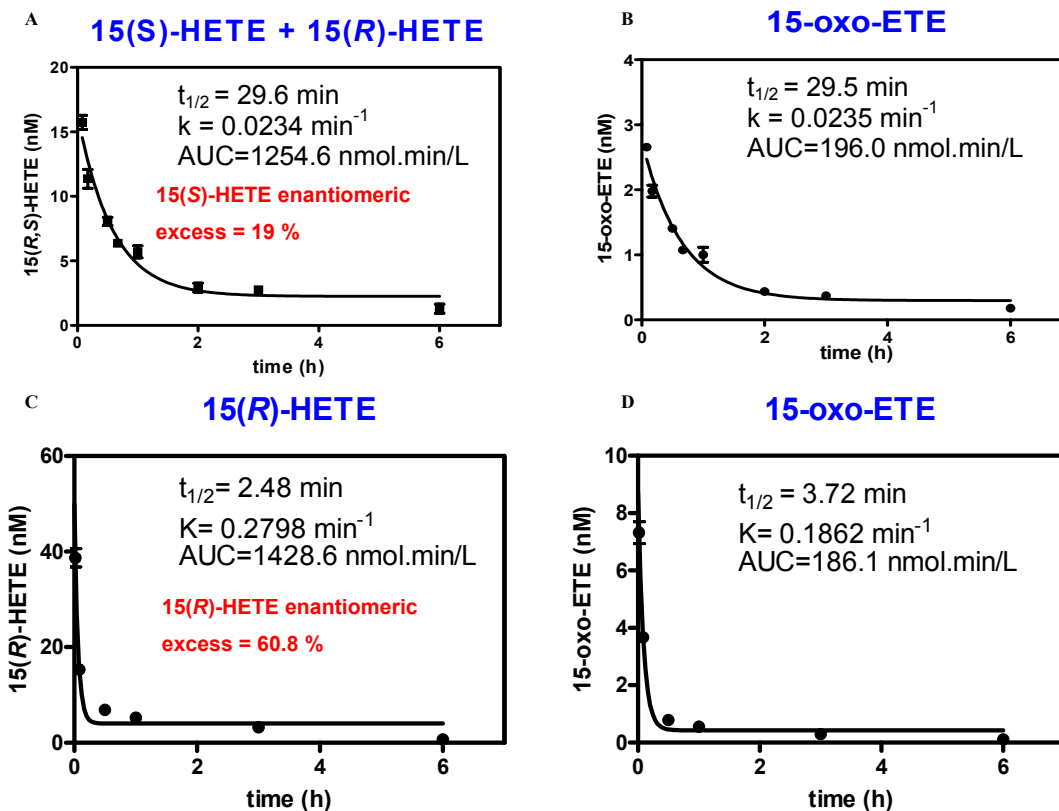 A
15(S)-HETE + 15(R)-HETE
20
15
10
5
0
15(R,S)-HETE (nM)
t1/2 = 29.6 min
k = 0.0234 min-1
AUC=1254.6 nmol.min/L
15(S)-HETE enantiomeric
excess = 19 %
0
2
4
6
time (h)
B
15-oxo-ETE
4
3
2
1
0
15-oxo-ETE (nM)
t1/2 = 29.5 min
k = 0.0235 min-1
AUC=196.0 nmol.min/L
0
2
4
6
time (h)
C
15(R)-HETE
60
40
20
0
15(R)-HETE (nM)
t1/2= 2.48 min
K= 0.2798 min-1
AUC=1428.6 nmol.min/L
15(R)-HETE enantiomeric
excess = 60.8 %
0
2
4
6
time (h)
D
15-oxo-ETE
10
8
6
4
2
0
15-oxo-ETE (nM)
t1/2 = 3.72 min
K= 0.1862 min-1
AUC=186.1 nmol.min/L
0
2
4
6
time (h)